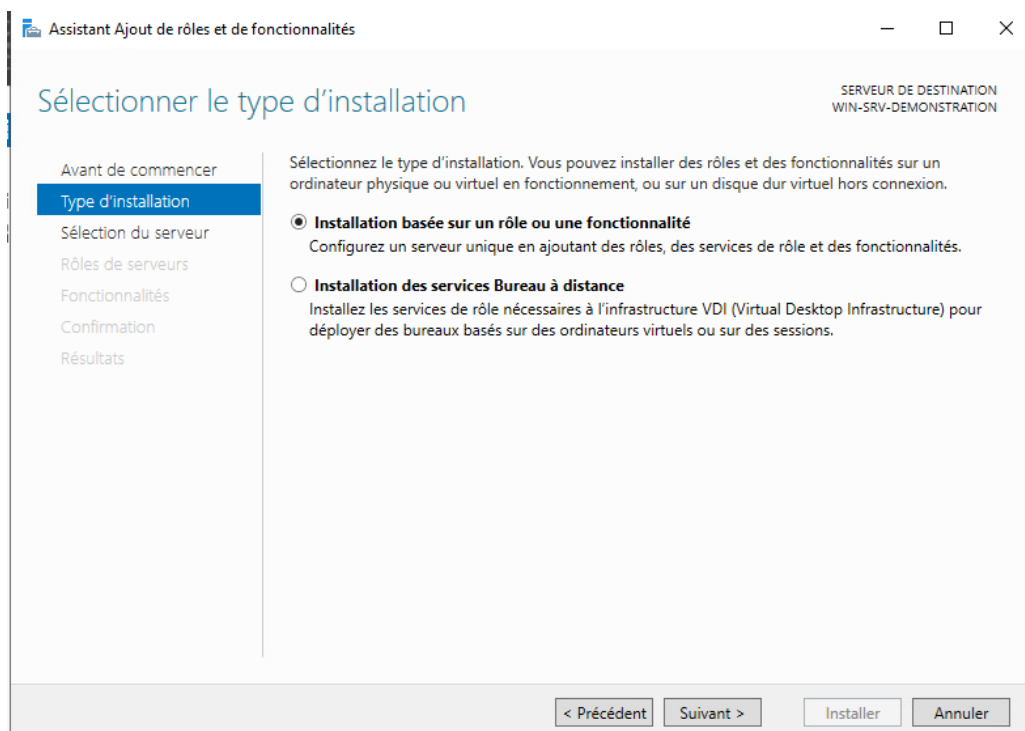 Assistant Ajout de rôles et de fonctionnalités
Sélectionner le type d'installation
SERVEUR DE DESTINATION
WIN-SRV-DEMONSTRATION
Avant de commencer
Type d'installation
Sélection du serveur
Rôles de serveurs
Fonctionnalités
Confirmation
Résultats
Sélectionnez le type d'installation. Vous pouvez installer des rôles et des fonctionnalités sur un
ordinateur physique ou virtuel en fonctionnement, ou sur un disque dur virtuel hors connexion.
Installation basée sur un rôle ou une fonctionnalité
Configurez un serveur unique en ajoutant des rôles, des services de rôle et des fonctionnalités.
Installation des services Bureau à distance
Installez les services de rôle nécessaires à l'infrastructure VDI (Virtual Desktop Infrastructure) pour
déployer des bureaux basés sur des ordinateurs virtuels ou sur des sessions.
< Précédent
Suivant >
Installer
Annuler